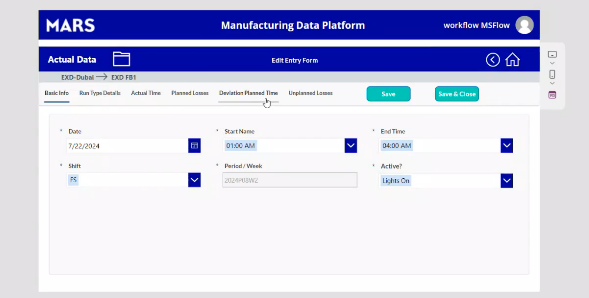 MARS Manufacturing Data Platform workflow MSFlow
Actual Data Edit Entry Form
EXD-Dubai → EXD FB1
Basic Info Run Type Details Actual Time Planned Losses Deviation Planned Time Unplanned Losses Save Save & Close
* Date * Start Name * End Time
7/22/2024 01:00 AM 04:00 AM
* Shift * Period / Week * Active?
FS 2024P08W2 Lights On